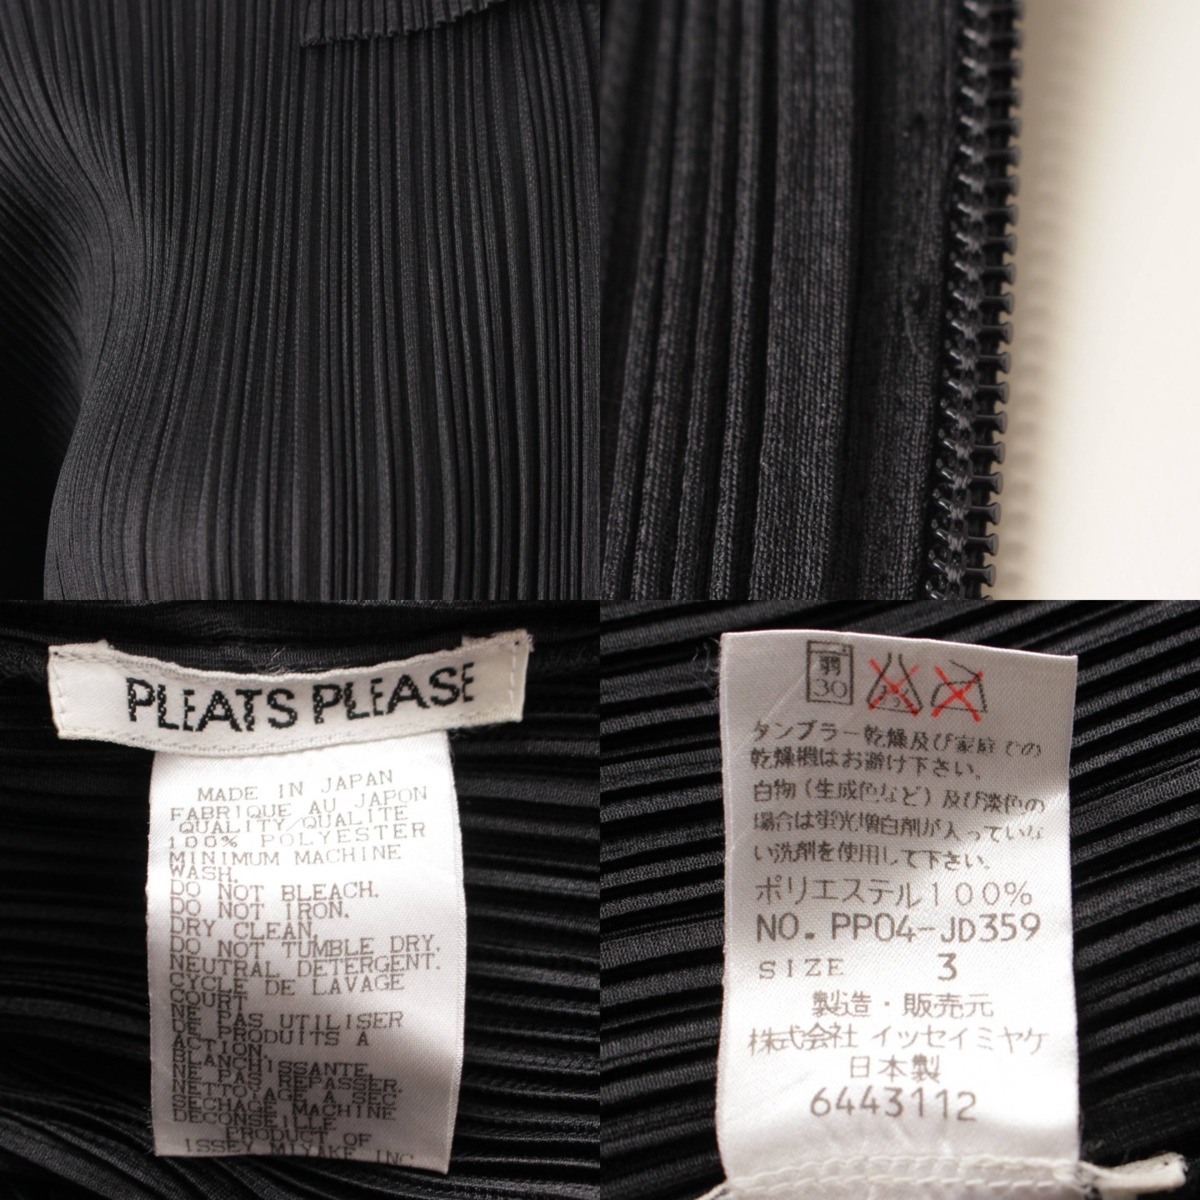 PLEATS PLEASE
MADE IN JAPAN
FABRIQUE AU JAPON
QUALITY/QUALITE
100% POLYESTER
MINIMUM MACHINE
WASH.
DO NOT BLEACH.
DO NOT IRON.
DRY CLEAN.
DO NOT TUMBLE DRY.
NEUTRAL DETERGENT.
CYCLE DE LAVAGE
COURT
NE PAS UTILISER
DE PRODUITS A
ACTION
BLANCHISSANTE.
NE PAS REPASSER.
NETTOYAGE A SEC
SECHAGE MACHINE
DECONSEILLE
PRODUCT OF
ISSEY MIYAKE INC.
弱
30
タンブラー乾燥及び家庭での
乾燥機はお避け下さい。
白物(生成色など)及び淡色の
場合は蛍光増白剤が入っていな
い洗剤を使用して下さい。
ポリエステル100%
NO. PP04-JD359
SIZE 3
製造・販売元
株式会社 イッセイミヤケ
日本製
6443112